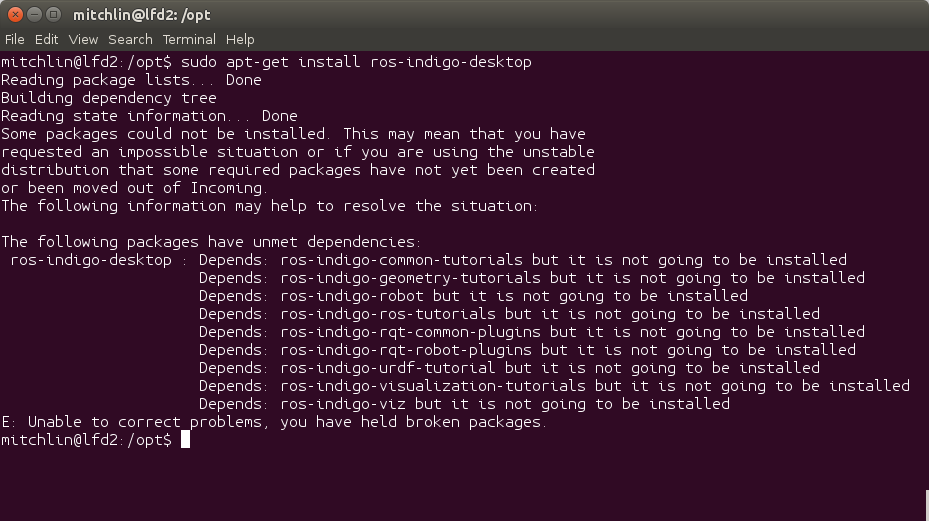 mitchlin@lfd2: /opt
File Edit View Search Terminal Help
mitchlin@lfd2:/opt$ sudo apt-get install ros-indigo-desktop
Reading package lists... Done
Building dependency tree
Reading state information... Done
Some packages could not be installed. This may mean that you have
requested an impossible situation or if you are using the unstable
distribution that some required packages have not yet been created
or been moved out of Incoming.
The following information may help to resolve the situation:

The following packages have unmet dependencies:
 ros-indigo-desktop : Depends: ros-indigo-common-tutorials but it is not going to be installed
                      Depends: ros-indigo-geometry-tutorials but it is not going to be installed
                      Depends: ros-indigo-robot but it is not going to be installed
                      Depends: ros-indigo-ros-tutorials but it is not going to be installed
                      Depends: ros-indigo-rqt-common-plugins but it is not going to be installed
                      Depends: ros-indigo-rqt-robot-plugins but it is not going to be installed
                      Depends: ros-indigo-urdf-tutorial but it is not going to be installed
                      Depends: ros-indigo-visualization-tutorials but it is not going to be installed
                      Depends: ros-indigo-viz but it is not going to be installed
E: Unable to correct problems, you have held broken packages.
mitchlin@lfd2:/opt$